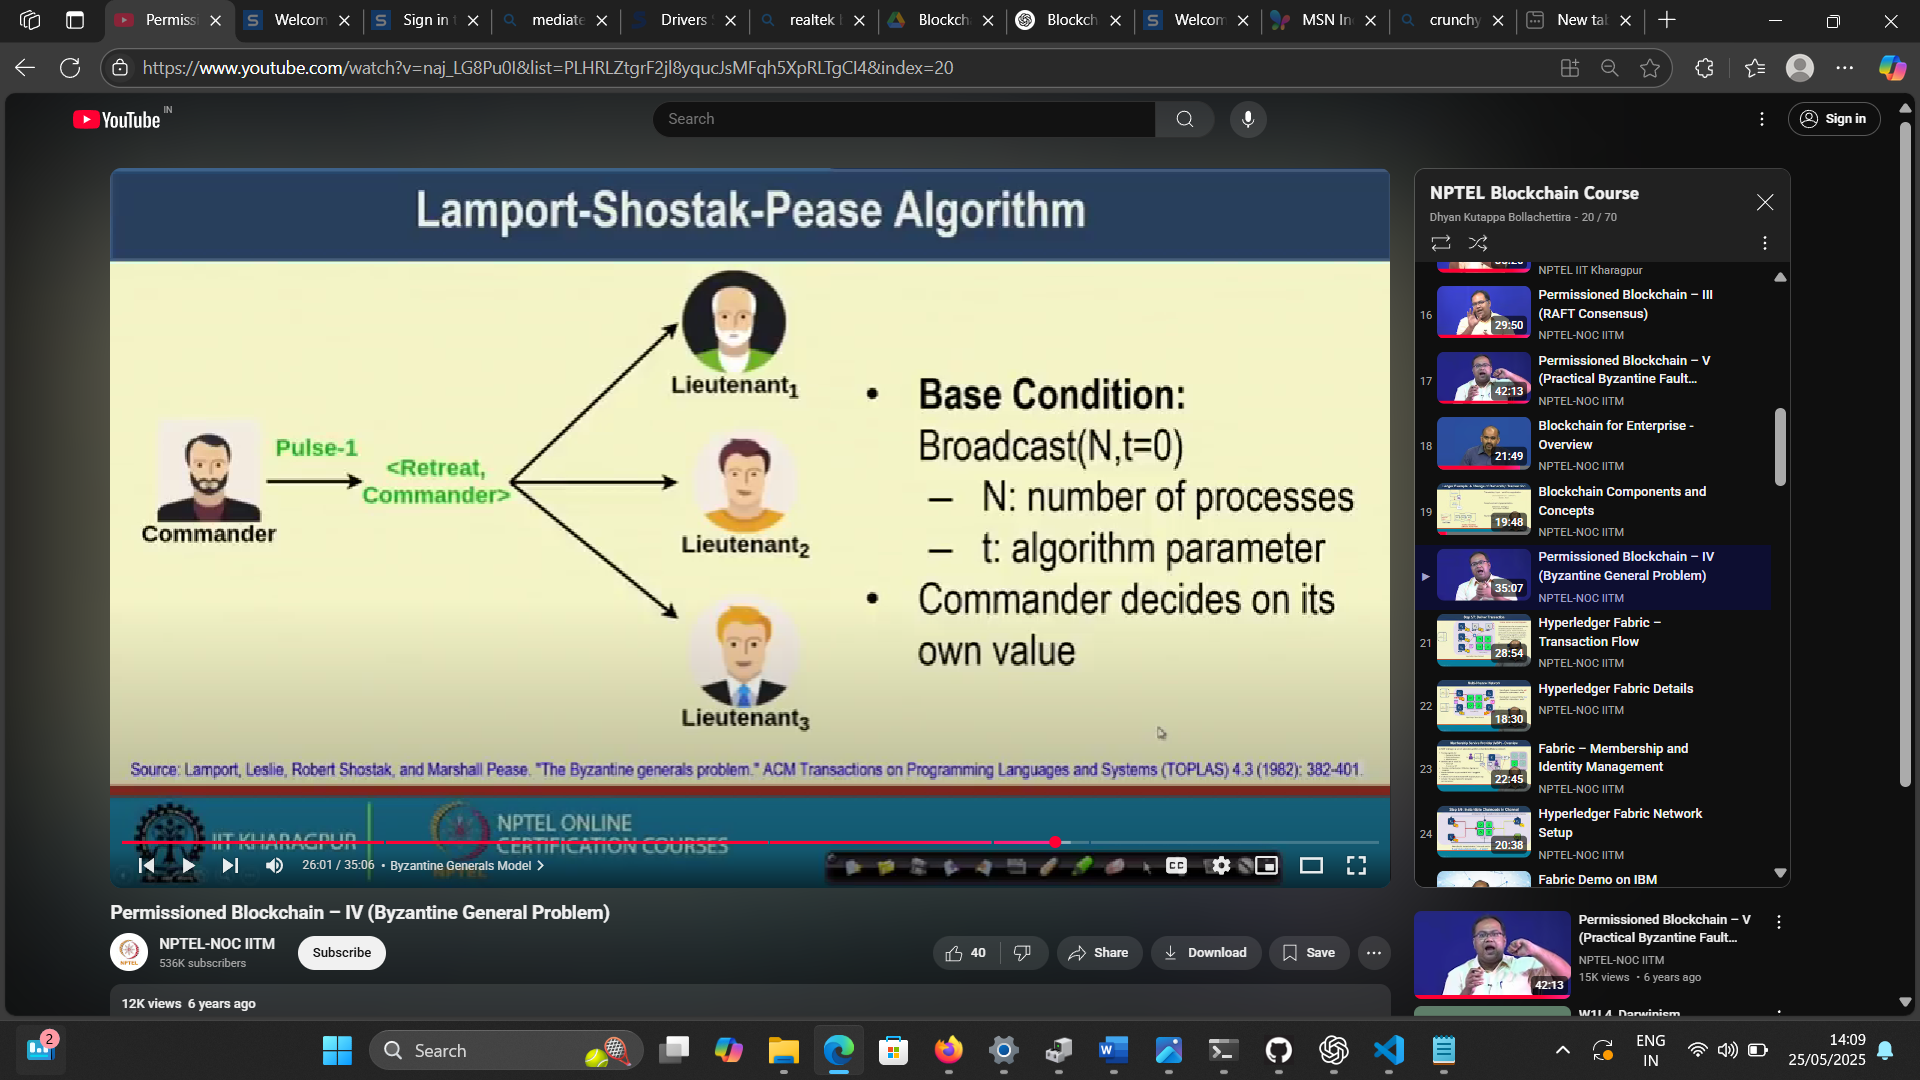 Permissi
Welcom
Sign in t
mediate
Drivers
realtek
Blockch
Blockch
Welcom
MSN In
crunchy
New tab
https://www.youtube.com/watch?v=naj_LG8Pu0I&list=PLHRLZtgrF2jl8yqucJsMFqh5XpRLTgCl4&index=20
YouTube IN
Search
Sign in
Lamport-Shostak-Pease Algorithm
Lieutenant1
Pulse-1
<Retreat,
Commander>
Commander
Lieutenant2
Lieutenant3
• Base Condition:
Broadcast(N,t=0)
– N: number of processes
– t: algorithm parameter
• Commander decides on its
own value
Source: Lamport, Leslie, Robert Shostak, and Marshall Pease. "The Byzantine generals problem." ACM Transactions on Programming Languages and Systems (TOPLAS) 4.3 (1982): 382-401.
IIT KHARAGPUR
NPTEL ONLINE
CERTIFICATION COURSES
26:01 / 35:06 • Byzantine Generals Model
CC
Permissioned Blockchain – IV (Byzantine General Problem)
NPTEL
NPTEL-NOC IITM
536K subscribers
Subscribe
40
Share
Download
Save
12K views 6 years ago
NPTEL Blockchain Course
Dhyan Kutappa Bollachettira - 20 / 70
NPTEL IIT Kharagpur
16
29:50
Permissioned Blockchain – III
(RAFT Consensus)
NPTEL-NOC IITM
17
42:13
Permissioned Blockchain – V
(Practical Byzantine Fault...
NPTEL-NOC IITM
18
21:49
Blockchain for Enterprise -
Overview
NPTEL-NOC IITM
19
19:48
Blockchain Components and
Concepts
NPTEL-NOC IITM
35:07
Permissioned Blockchain – IV
(Byzantine General Problem)
NPTEL-NOC IITM
21
28:54
Hyperledger Fabric –
Transaction Flow
NPTEL-NOC IITM
22
18:30
Hyperledger Fabric Details
NPTEL-NOC IITM
23
22:45
Fabric – Membership and
Identity Management
NPTEL-NOC IITM
24
20:38
Hyperledger Fabric Network
Setup
NPTEL-NOC IITM
Fabric Demo on IBM
42:13
Permissioned Blockchain – V
(Practical Byzantine Fault...
NPTEL-NOC IITM
15K views • 6 years ago
W1L4_Darwinism
2
Search
ENG
IN
14:09
25/05/2025